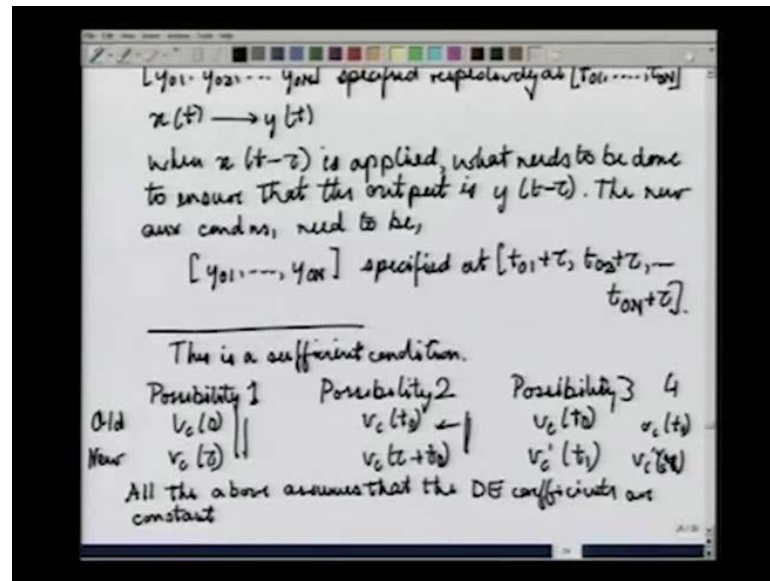 [y01, y02, ... y0N] specified respectively at [t01, ..., t0N]
x(t) → y(t)
when x(t-τ) is applied, what needs to be done
to ensure that the output is y(t-τ). The new
aux condns, need to be,
[y01, ..., y0N] specified at [t01+τ, t02+τ, ...
t0N+τ].
This is a sufficient condition.
Possibility 1 Possibility 2 Possibility 3 4
Old vc(0) vc(t0) vc(t0) vc(t0)
New vc(τ) vc(τ+t0) vc'(t1)
All the above assumes that the DE coefficients are
constant